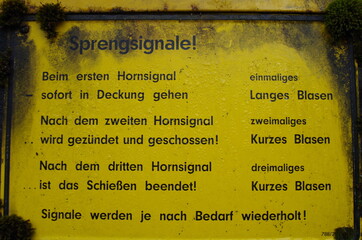 Sprengsignale!
Beim ersten Hornsignal einmaliges
sofort in Deckung gehen Langes Blasen
Nach dem zweiten Hornsignal zweimaliges
... wird gezündet und geschossen! Kurzes Blasen
Nach dem dritten Hornsignal dreimaliges
... ist das Schießen beendet! Kurzes Blasen
Signale werden je nach Bedarf wiederholt!